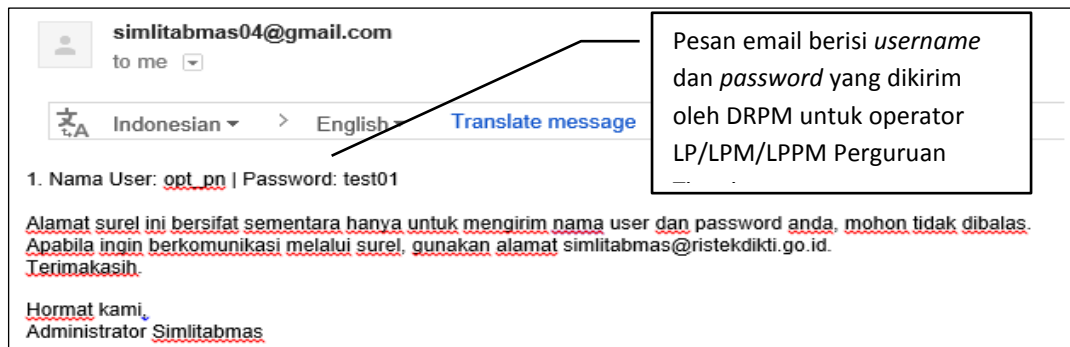 simlitabmas04@gmail.com
to me
Indonesian > English Translate message
1. Nama User: opt_pn | Password: test01
Alamat surel ini bersifat sementara hanya untuk mengirim nama user dan password anda, mohon tidak dibalas.
Apabila ingin berkomunikasi melalui surel, gunakan alamat simlitabmas@ristekdikti.go.id.
Terimakasih.
Hormat kami,
Administrator Simlitabmas
Pesan email berisi username
dan password yang dikirim
oleh DRPM untuk operator
LP/LPM/LPPM Perguruan